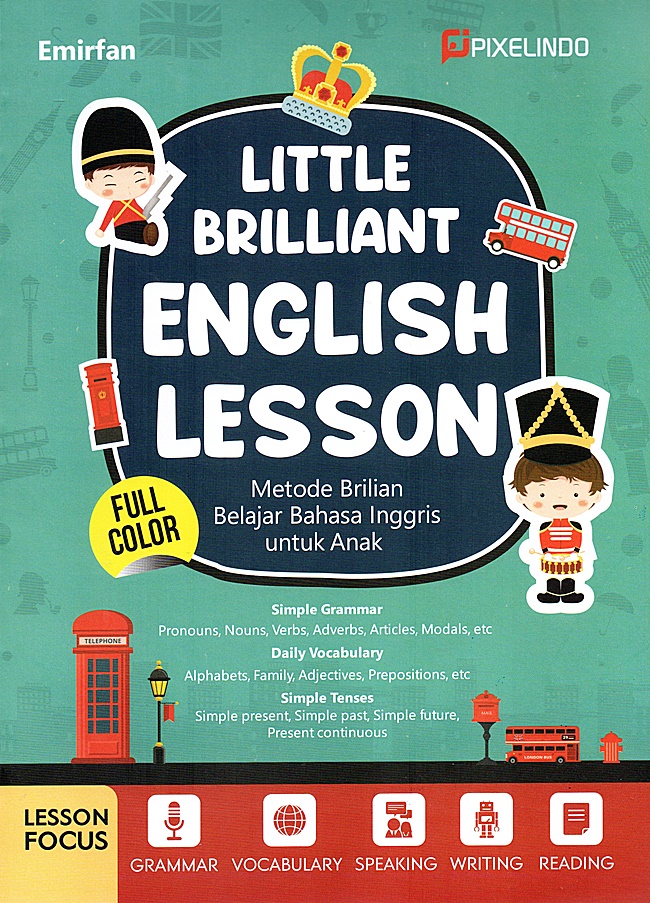 Emirfan
PIXELINDO
LITTLE
BRILLIANT
ENGLISH
LESSON
Metode Brilian
Belajar Bahasa Inggris
untuk Anak
FULL
COLOR
Simple Grammar
Pronouns, Nouns, Verbs, Adverbs, Articles, Modals, etc
Daily Vocabulary
Alphabets, Family, Adjectives, Prepositions, etc
Simple Tenses
Simple present, Simple past, Simple future,
Present continuous
TELEPHONE
MAIL
LONDON BUS
LESSON
FOCUS
GRAMMAR
VOCABULARY
SPEAKING
WRITING
READING